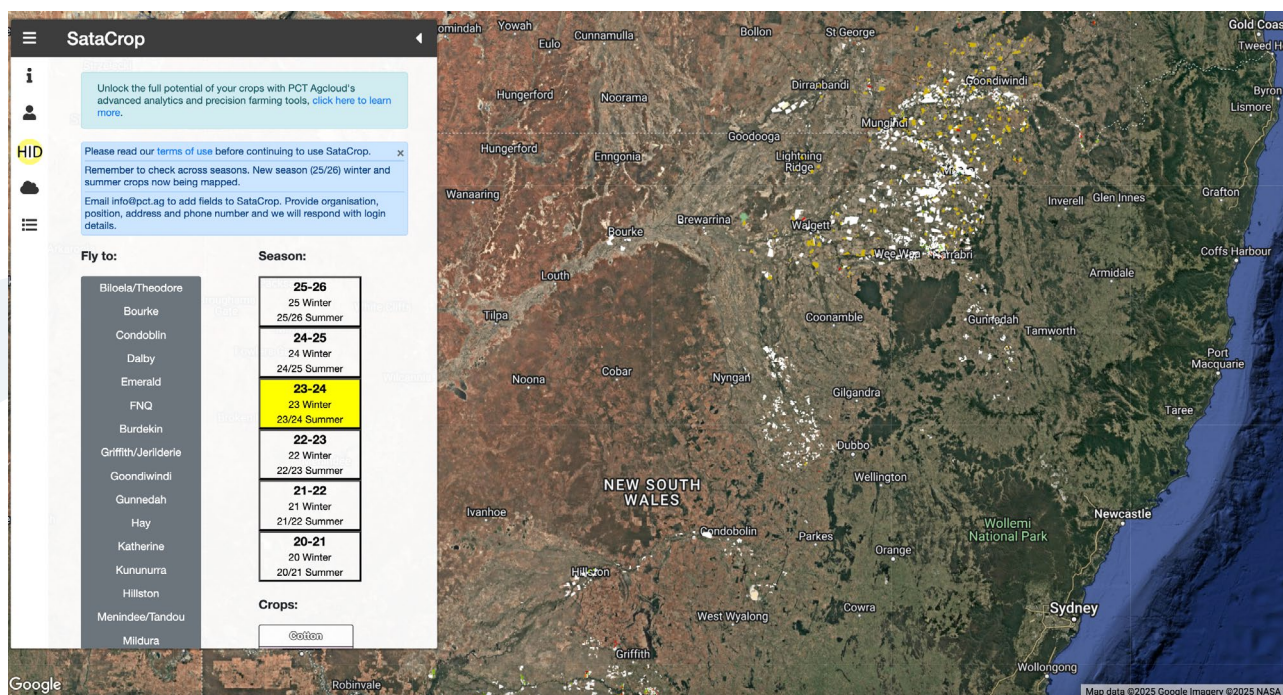 SataCrop
Unlock the full potential of your crops with PCT Agcloud's
advanced analytics and precision farming tools, click here to learn
more.
HID
Please read our terms of use before continuing to use SataCrop.
×
Remember to check across seasons. New season (25/26) winter and
summer crops now being mapped.
Email info@pct.ag to add fields to SataCrop. Provide organisation,
position, address and phone number and we will respond with login
details.
Fly to:
Biloela/Theodore
Bourke
Condoblin
Dalby
Emerald
FNQ
Burdekin
Griffith/Jerilderie
Goondiwindi
Gunnedah
Hay
Katherine
Kununurra
Hillston
Menindee/Tandou
Mildura
Season:
25-26
25 Winter
25/26 Summer
24-25
24 Winter
24/25 Summer
23-24
23 Winter
23/24 Summer
22-23
22 Winter
22/23 Summer
21-22
21 Winter
21/22 Summer
20-21
20 Winter
20/21 Summer
Crops:
Cotton
Yowah
Eulo
Cunnamulla
Bollon
St George
Gold Coas
Tweed H
Hungerford
Noorama
Dirranbandi
Goondiwindi
Byron
Lismore
Mungindi
Goodooga
Hungerford
Enngonia
Lightning
Ridge
Wanaaring
Inverell
Glen Innes
Grafton
Brewarrina
Walgett
Bourke
Wee Waa
Narrabri
Coffs Harbour
Louth
Armidale
Tilpa
Coonamble
Gunnedah
Tamworth
Port
Macquarie
Noona
Cobar
Nyngan
Gilgandra
Taree
Dubbo
NEW SOUTH
WALES
Wellington
Ivanhoe
Condobolin
Parkes
Newcastle
Wollemi
National Park
Orange
Hillston
West Wyalong
Cowra
Sydney
Griffith
Wollongong
Robinvale
Google
Map data ©2025 Google Imagery ©2025 NASA